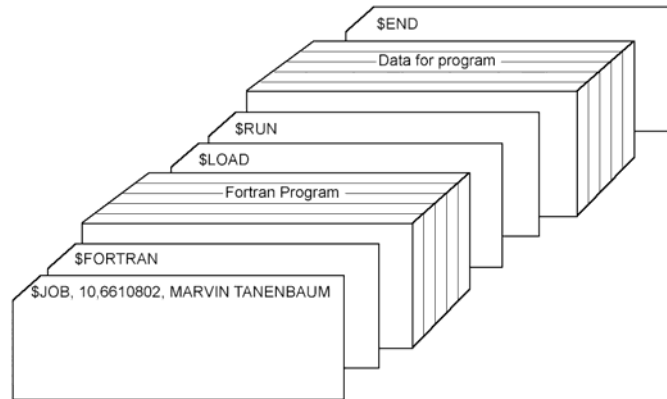 $END
Data for program
$RUN
$LOAD
Fortran Program
$FORTRAN
$JOB, 10,6610802, MARVIN TANENBAUM